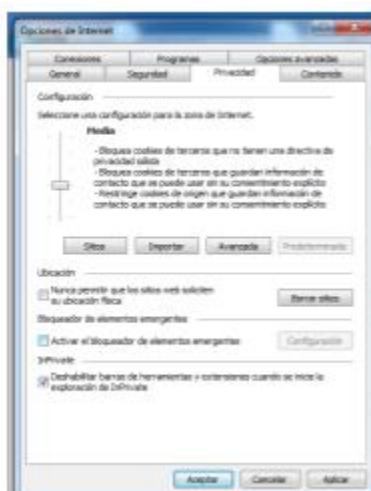 Opciones de Internet
Conexiones Programas Opciones avanzadas
General Seguridad Privacidad Contenido
Configuración
Seleccione una configuración para la zona de Internet.
Media
- Bloquea cookies de terceros que no tienen una directiva de
privacidad sólida
- Bloquea cookies de terceros que guardan información de
contacto que se puede usar sin su consentimiento explícito
- Restringe cookies de origen que guardan información de
contacto que se puede usar sin su consentimiento explícito
Sitios Importar Avanzada Predeterminada
Ubicación
Nunca permitir que los sitios web soliciten
su ubicación física
Borrar sitios
Bloqueador de elementos emergentes
Activar el bloqueador de elementos emergentes Configuración
InPrivate
Deshabilitar barras de herramientas y extensiones cuando se inicie la
exploración de InPrivate
Aceptar Cancelar Aplicar